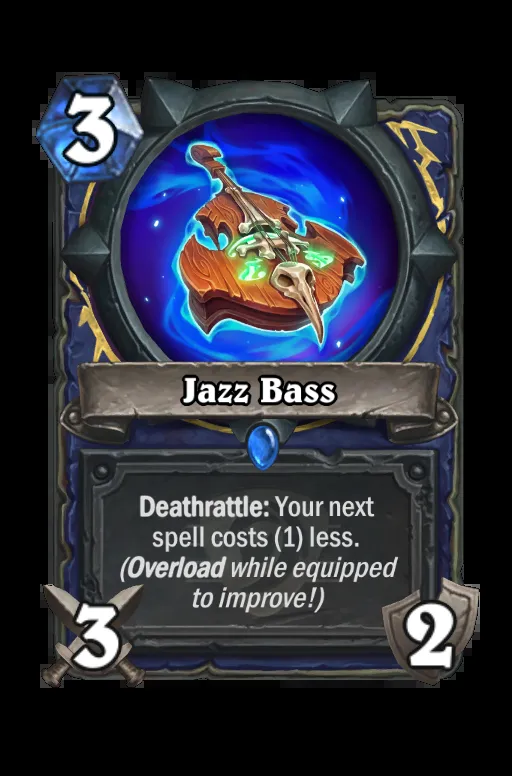 3
Jazz Bass
Deathrattle: Your next
spell costs (1) less.
(Overload while equipped
to improve!)
3
2